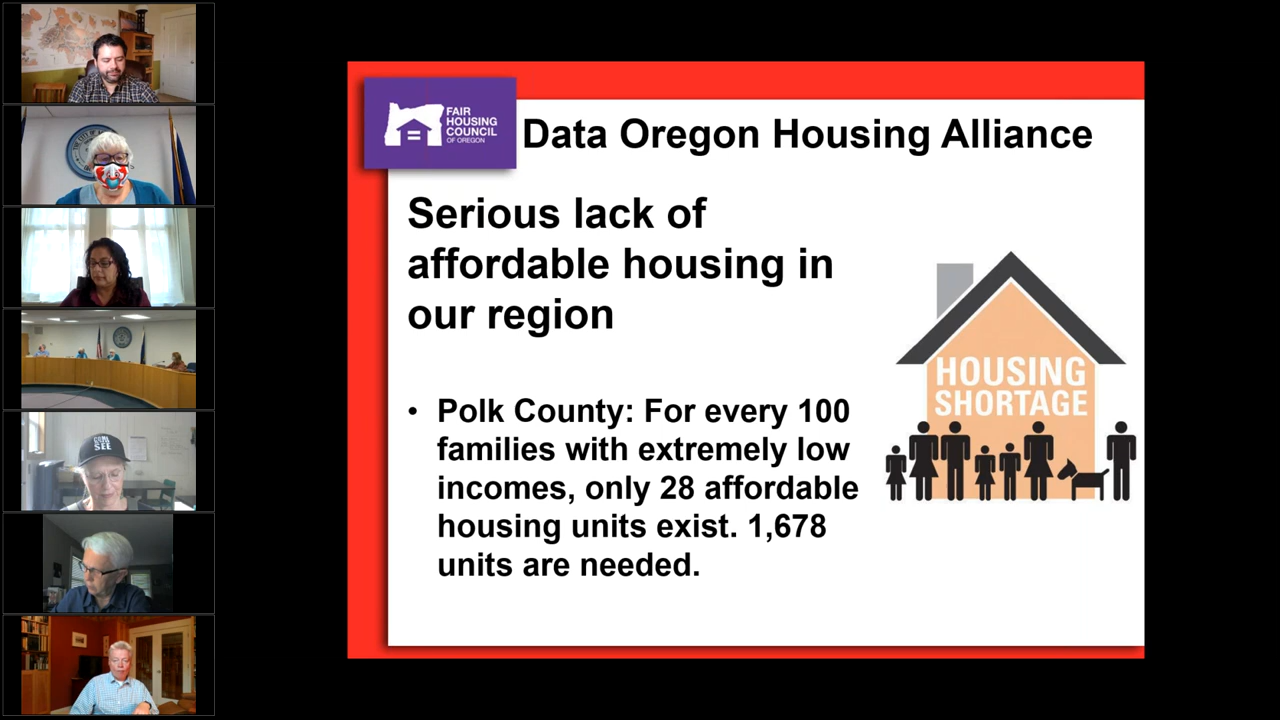 FAIR
HOUSING
COUNCIL
OF OREGON
Data Oregon Housing Alliance
Serious lack of
affordable housing in
our region
• Polk County: For every 100
families with extremely low
incomes, only 28 affordable
housing units exist. 1,678
units are needed.
HOUSING
SHORTAGE
SEE